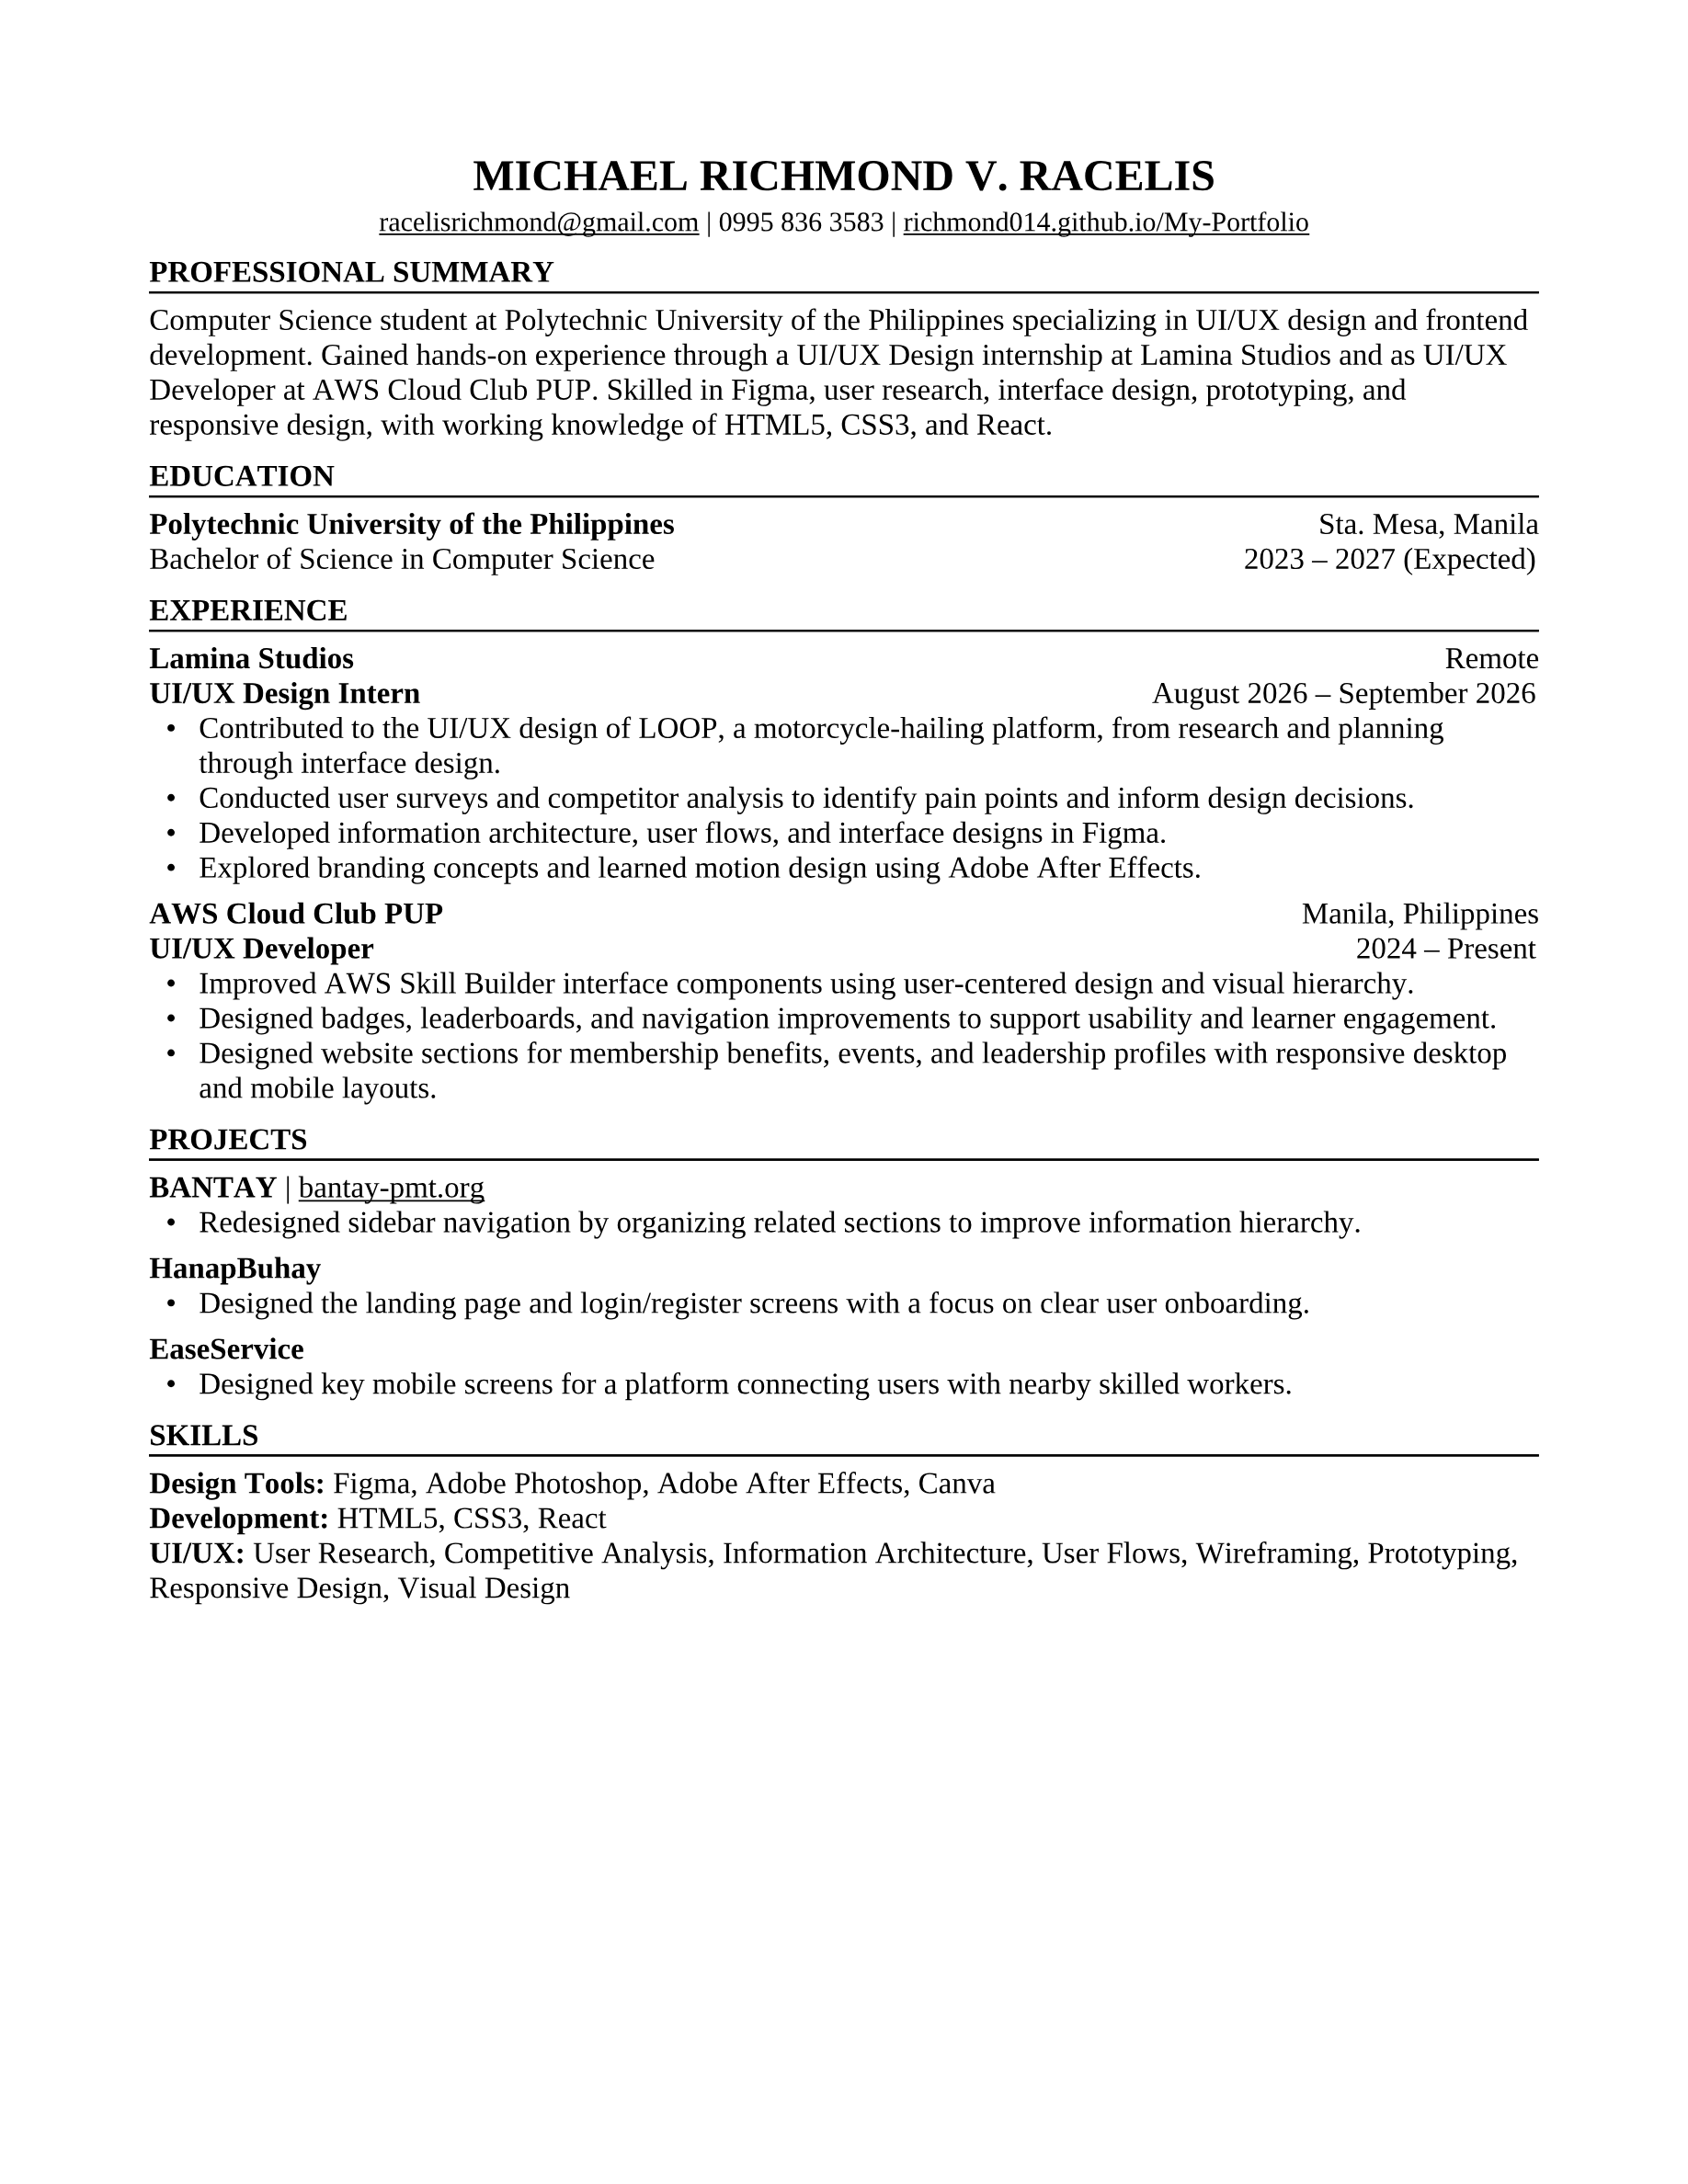 MICHAEL RICHMOND V. RACELIS
racelisrichmond@gmail.com | 0995 836 3583 | richmond014.github.io/My-Portfolio
PROFESSIONAL SUMMARY
Computer Science student at Polytechnic University of the Philippines specializing in UI/UX design and frontend
development. Gained hands-on experience through a UI/UX Design internship at Lamina Studios and as UI/UX
Developer at AWS Cloud Club PUP. Skilled in Figma, user research, interface design, prototyping, and
responsive design, with working knowledge of HTML5, CSS3, and React.
EDUCATION
Polytechnic University of the Philippines Sta. Mesa, Manila
Bachelor of Science in Computer Science 2023 – 2027 (Expected)
EXPERIENCE
Lamina Studios Remote
UI/UX Design Intern August 2026 – September 2026
• Contributed to the UI/UX design of LOOP, a motorcycle-hailing platform, from research and planning
through interface design.
• Conducted user surveys and competitor analysis to identify pain points and inform design decisions.
• Developed information architecture, user flows, and interface designs in Figma.
• Explored branding concepts and learned motion design using Adobe After Effects.
AWS Cloud Club PUP Manila, Philippines
UI/UX Developer 2024 – Present
• Improved AWS Skill Builder interface components using user-centered design and visual hierarchy.
• Designed badges, leaderboards, and navigation improvements to support usability and learner engagement.
• Designed website sections for membership benefits, events, and leadership profiles with responsive desktop
and mobile layouts.
PROJECTS
BANTAY | bantay-pmt.org
• Redesigned sidebar navigation by organizing related sections to improve information hierarchy.
HanapBuhay
• Designed the landing page and login/register screens with a focus on clear user onboarding.
EaseService
• Designed key mobile screens for a platform connecting users with nearby skilled workers.
SKILLS
Design Tools: Figma, Adobe Photoshop, Adobe After Effects, Canva
Development: HTML5, CSS3, React
UI/UX: User Research, Competitive Analysis, Information Architecture, User Flows, Wireframing, Prototyping,
Responsive Design, Visual Design